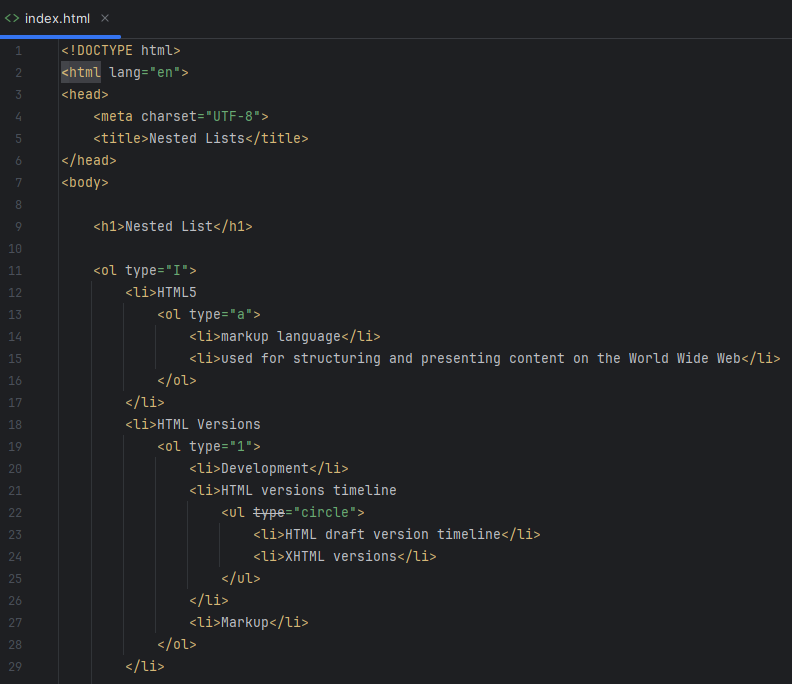 <> index.html ×
1 <!DOCTYPE html>
2 <html lang="en">
3 <head>
4     <meta charset="UTF-8">
5     <title>Nested Lists</title>
6 </head>
7 <body>
8
9     <h1>Nested List</h1>
10
11     <ol type="I">
12         <li>HTML5
13             <ol type="a">
14                 <li>markup language</li>
15                 <li>used for structuring and presenting content on the World Wide Web</li>
16             </ol>
17         </li>
18         <li>HTML Versions
19             <ol type="1">
20                 <li>Development</li>
21                 <li>HTML versions timeline
22                     <ul type="circle">
23                         <li>HTML draft version timeline</li>
24                         <li>XHTML versions</li>
25                     </ul>
26                 </li>
27                 <li>Markup</li>
28             </ol>
29         </li>